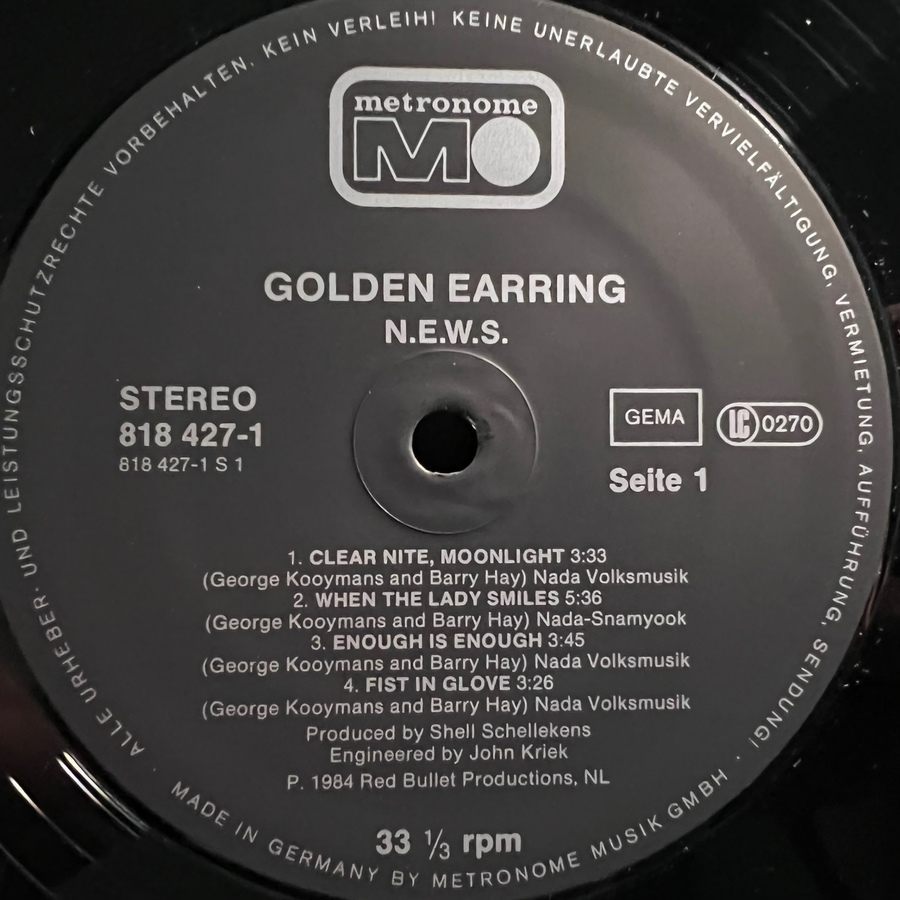 ALLE URHEBER- UND LEISTUNGSSCHUTZRECHTE VORBEHALTEN. KEIN VERLEIH! KEINE UNERLAUBTE VERVIELFÄLTIGUNG, VERMIETUNG, AUFFÜHRUNG, SENDUNG!
metronome
M
GOLDEN EARRING
N.E.W.S.
STEREO
818 427-1
818 427-1 S 1
GEMA
LC 0270
Seite 1
1. CLEAR NITE, MOONLIGHT 3:33
(George Kooymans and Barry Hay) Nada Volksmusik
2. WHEN THE LADY SMILES 5:36
(George Kooymans and Barry Hay) Nada-Snamyook
3. ENOUGH IS ENOUGH 3:45
(George Kooymans and Barry Hay) Nada Volksmusik
4. FIST IN GLOVE 3:26
(George Kooymans and Barry Hay) Nada Volksmusik
Produced by Shell Schellekens
Engineered by John Kriek
P. 1984 Red Bullet Productions, NL
33 ⅓ rpm
· MADE IN GERMANY BY METRONOME MUSIK GMBH ·